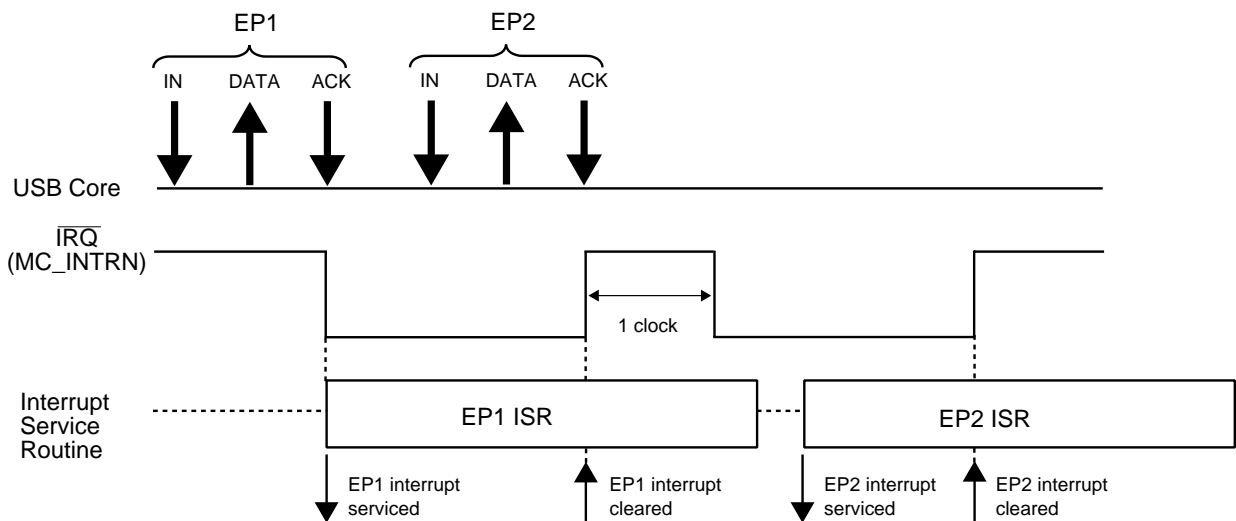 EP1 EP2
IN DATA ACK IN DATA ACK
USB Core
IRQ
(MC_INTRN)
1 clock
Interrupt
Service
Routine
EP1 ISR
EP2 ISR
EP1 interrupt
serviced
EP1 interrupt
cleared
EP2 interrupt
serviced
EP2 interrupt
cleared